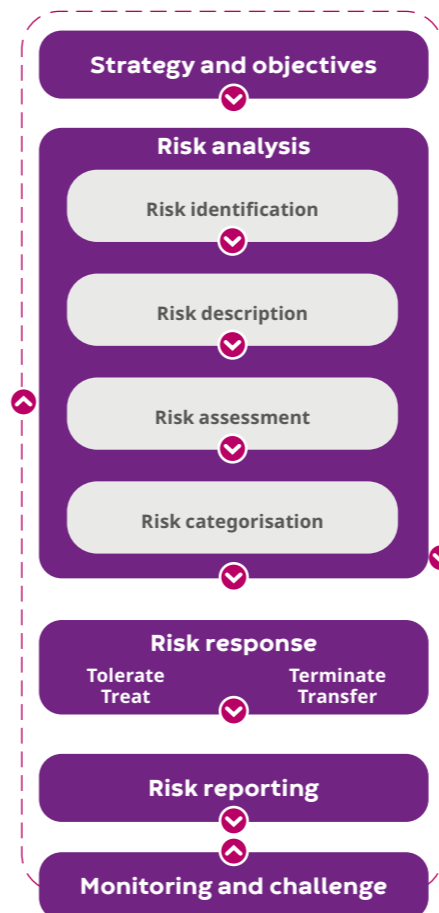 Strategy and objectives
Risk analysis
Risk identification
Risk description
Risk assessment
Risk categorisation
Risk response
Tolerate
Treat
Terminate
Transfer
Risk reporting
Monitoring and challenge